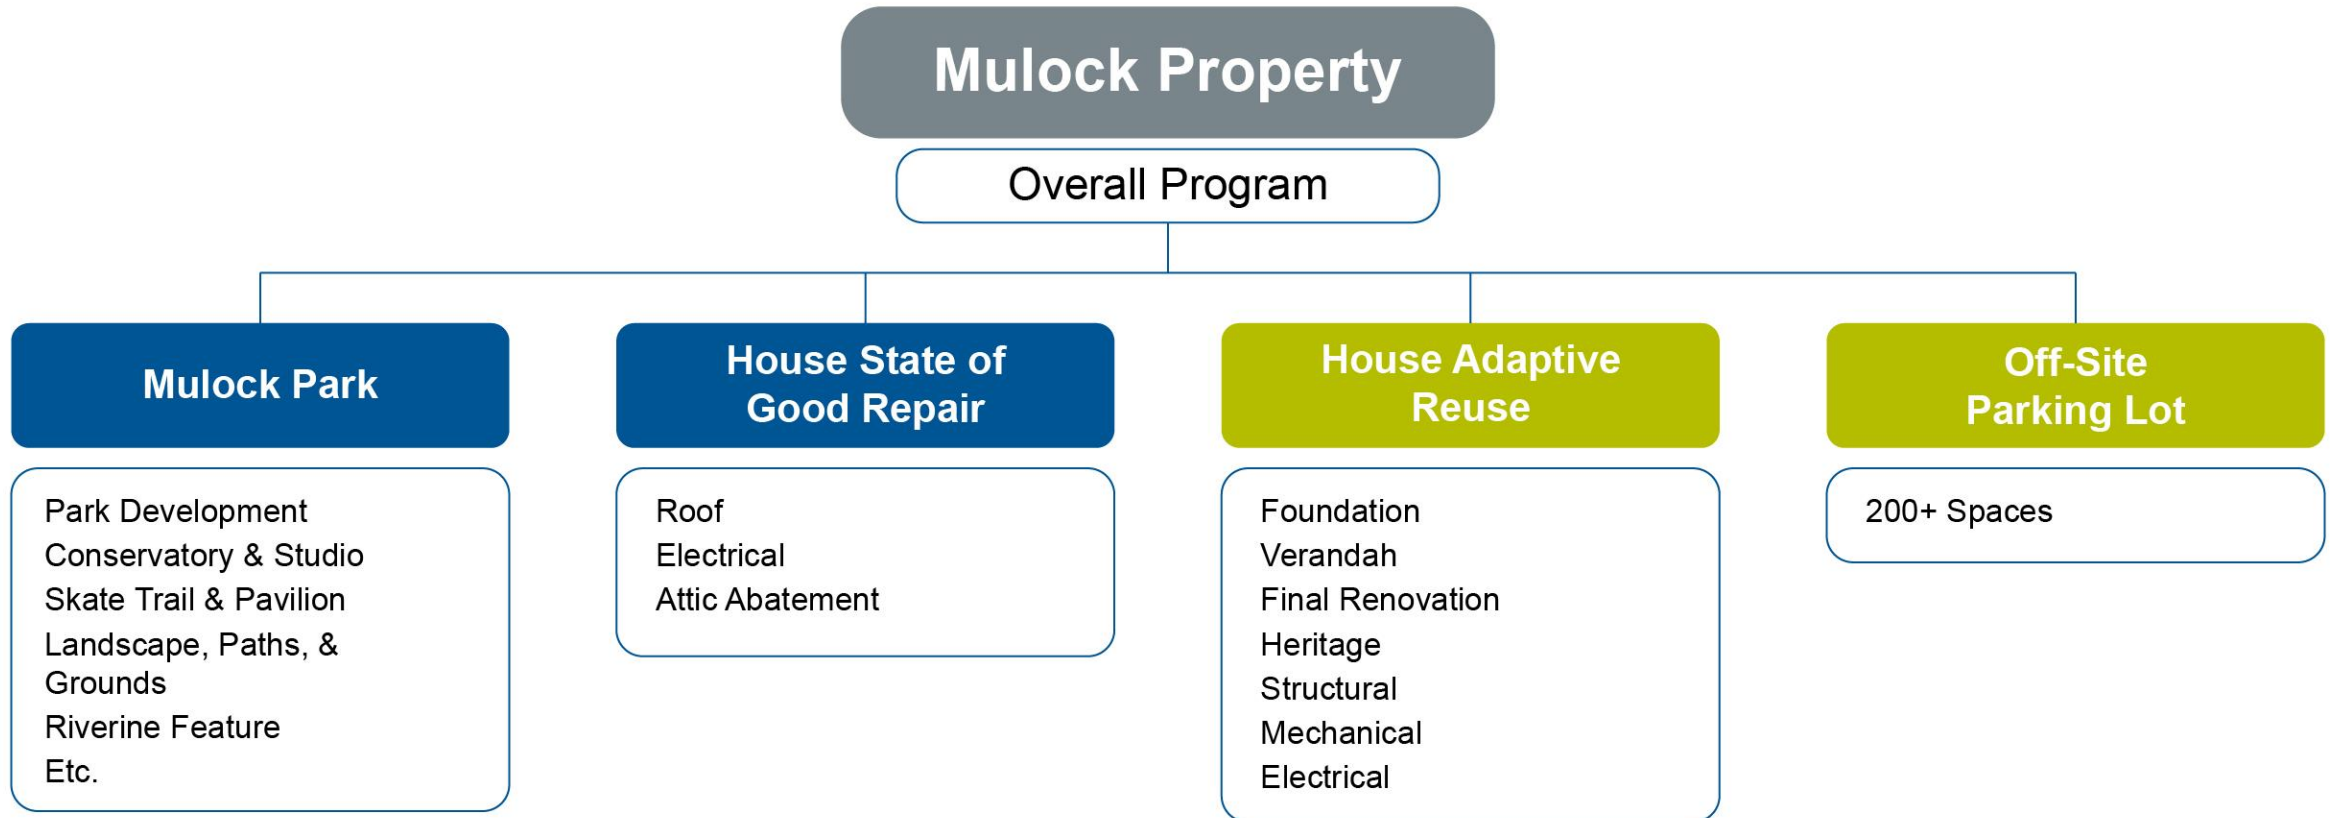 Mulock Property
Overall Program
Mulock Park
Park Development
Conservatory & Studio
Skate Trail & Pavilion
Landscape, Paths, &
Grounds
Riverine Feature
Etc.
House State of
Good Repair
Roof
Electrical
Attic Abatement
House Adaptive
Reuse
Foundation
Verandah
Final Renovation
Heritage
Structural
Mechanical
Electrical
Off-Site
Parking Lot
200+ Spaces